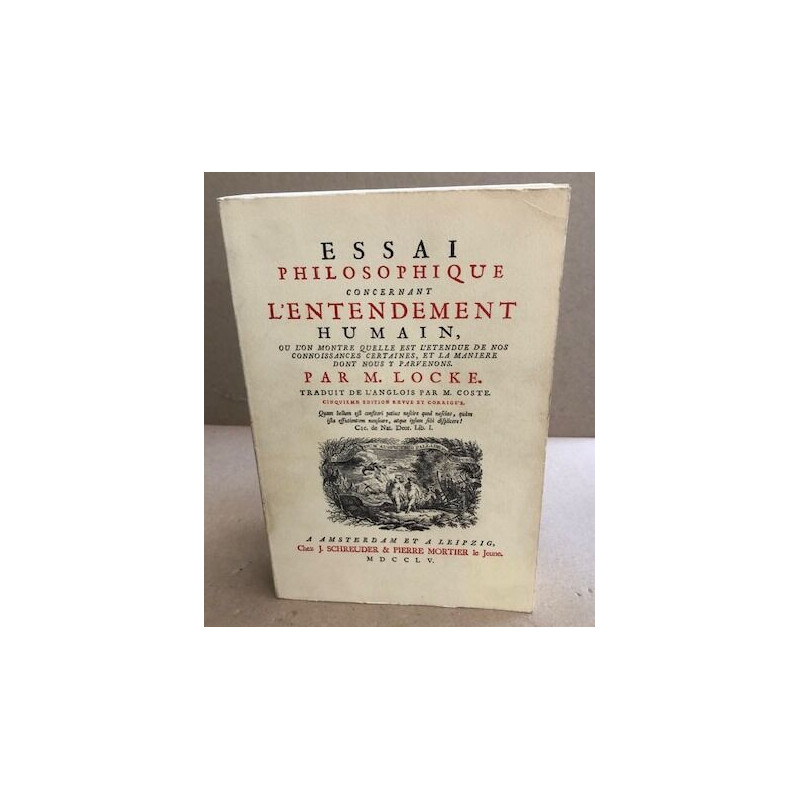 ESSAI
PHILOSOPHIQUE
CONCERNANT
L'ENTENDEMENT
HUMAIN,
OU L'ON MONTRE QUELLE EST L'ETENDUE DE NOS
CONNOISSANCES CERTAINES, ET LA MANIERE
DONT NOUS Y PARVENONS.
PAR M. LOCKE.
TRADUIT DE L'ANGLOIS PAR M. COSTE.
CINQUIEME EDITION REVUE ET CORRIGÉE.
Quam bellum est confiteri potius nescire quod nescias, quàm
ista effutientem nauseare, atque ipsum sibi displicere!
Cic. de Nat. Deor. Lib. I.
A AMSTERDAM ET A LEIPZIG,
Chez J. SCHREUDER & PIERRE MORTIER le Jeune.
MDCCLV.